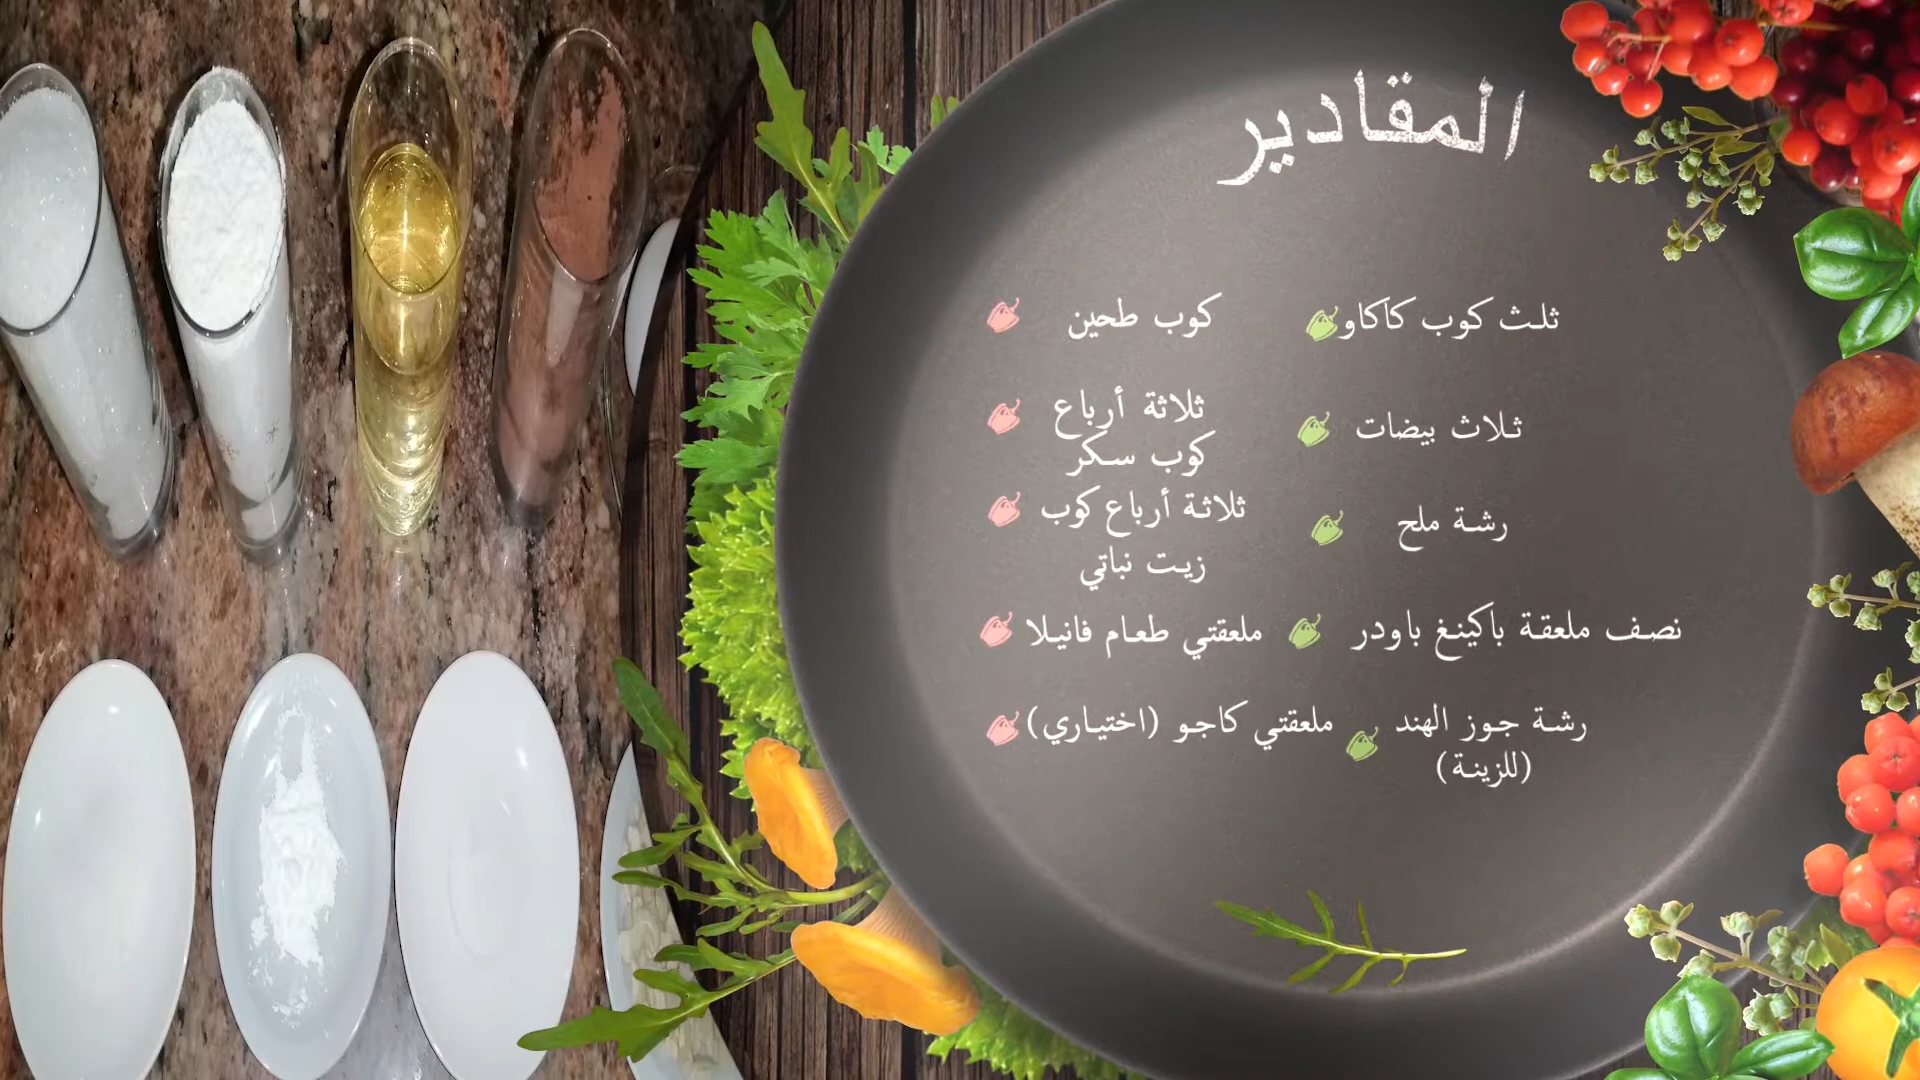 المقادير
ثلث كوب كاكاو
كوب طحين
ثلاث بيضات
ثلاثة أرباع
كوب سكر
رشة ملح
ثلاثة أرباع كوب
زيت نباتي
نصف ملعقة باكينغ باودر
ملعقتي طعام فانيلا
رشة جوز الهند
(للزينة)
ملعقتي كاجو (اختياري)